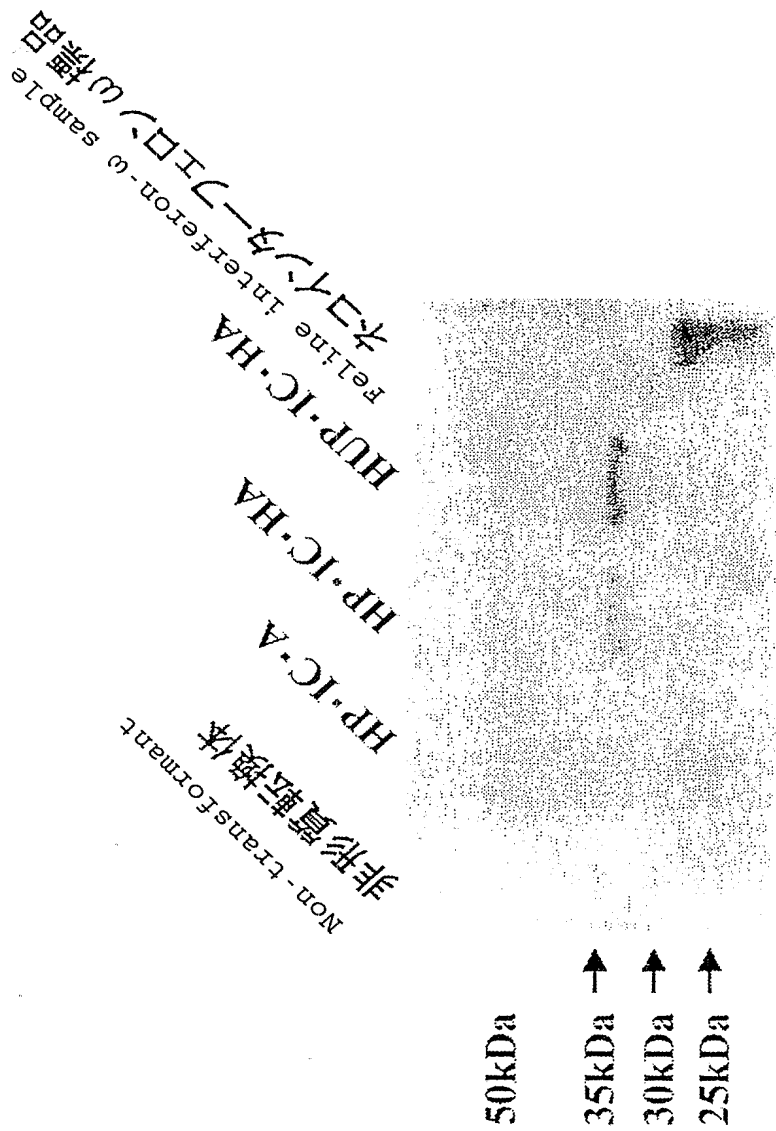 Non-transformant
非形質転換体
HP·IC·A
HP·IC·HA
HUP·IC·HA
Feline interferon-ω sample
ネコインターフェロンω標品
50kDa
35kDa →
30kDa →
25kDa →